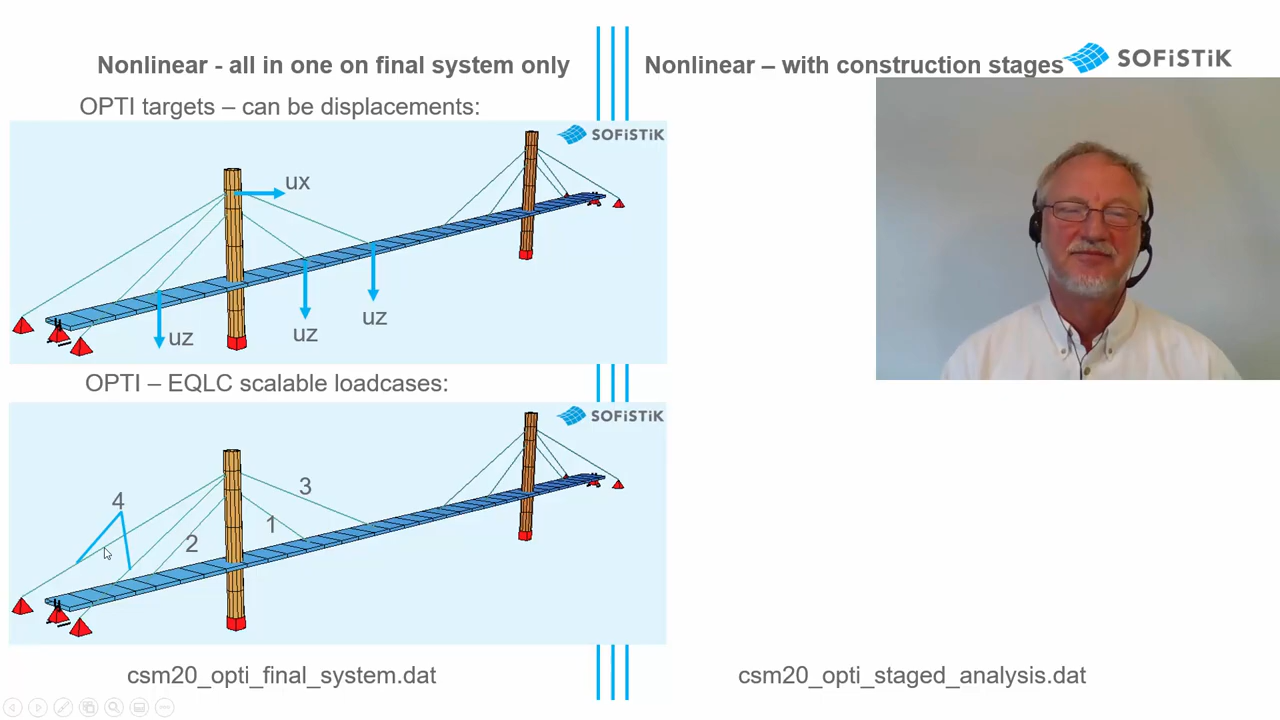 Nonlinear - all in one on final system only
Nonlinear – with construction stages
SOFiSTiK
OPTI targets – can be displacements:
SOFiSTiK
ux
uz
uz
uz
OPTI – EQLC scalable loadcases:
SOFiSTiK
4
3
1
2
csm20_opti_final_system.dat
csm20_opti_staged_analysis.dat